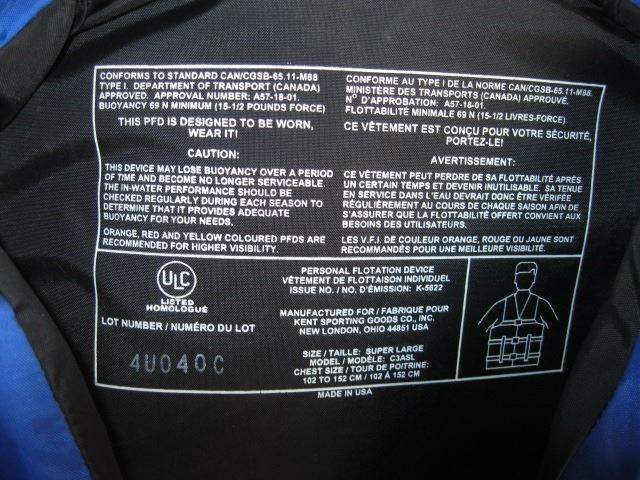 CONFORMS TO STANDARD CAN/CGSB-65.11-M88
TYPE I. DEPARTMENT OF TRANSPORT (CANADA)
APPROVED. APPROVAL NUMBER: A57-18-01.
BUOYANCY 69 N MINIMUM (15-1/2 POUNDS FORCE)
THIS PFD IS DESIGNED TO BE WORN,
WEAR IT!
CAUTION:
THIS DEVICE MAY LOSE BUOYANCY OVER A PERIOD
OF TIME AND BECOME NO LONGER SERVICEABLE.
THE IN-WATER PERFORMANCE SHOULD BE
CHECKED REGULARLY DURING EACH SEASON TO
DETERMINE THAT IT PROVIDES ADEQUATE
BUOYANCY FOR YOUR NEEDS.
ORANGE, RED AND YELLOW COLOURED PFDS ARE
RECOMMENDED FOR HIGHER VISIBILITY.
CONFORME AU TYPE I DE LA NORME CAN/CGSB-65.11-M88.
MINISTÈRE DES TRANSPORTS (CANADA) APPROUVÉ.
N° D'APPROBATION: A57-18-01.
FLOTTABILITÉ MINIMALE 69 N (15-1/2 LIVRES-FORCE)
CE VÊTEMENT EST CONÇU POUR VOTRE SÉCURITÉ,
PORTEZ-LE!
AVERTISSEMENT:
CE VÊTEMENT PEUT PERDRE DE SA FLOTTABILITÉ APRÈS
UN CERTAIN TEMPS ET DEVENIR INUTILISABLE. SA TENUE
EN SERVICE DANS L'EAU DEVRAIT DONC ÊTRE VÉRIFIÉE
RÉGULIÈREMENT AU COURS DE CHAQUE SAISON AFIN DE
S'ASSURER QUE LA FLOTTABILITÉ OFFERT CONVIENT AUX
BESOINS DES UTILISATEURS.
LES V.F.I. DE COULEUR ORANGE, ROUGE OU JAUNE SONT
RECOMMANDÉS POUR UNE MEILLEURE VISIBILITÉ.
ULC
LISTED
HOMOLOGUÉ
LOT NUMBER / NUMÉRO DU LOT
4U040C
PERSONAL FLOTATION DEVICE
VÊTEMENT DE FLOTTAISON INDIVIDUEL
ISSUE NO. / NO. D'ÉMISSION: K-5622
MANUFACTURED FOR / FABRIQUÉ POUR
KENT SPORTING GOODS CO., INC.
NEW LONDON, OHIO 44851 USA
SIZE / TAILLE: SUPER LARGE
MODEL / MODÈLE: C3ASL
CHEST SIZE / TOUR DE POITRINE:
102 TO 152 CM / 102 À 152 CM
MADE IN USA